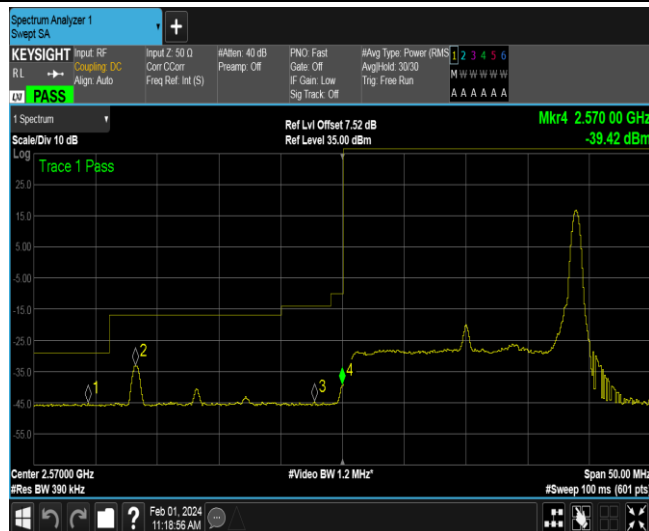 Spectrum Analyzer 1
Swept SA
+
KEYSIGHT
RL
LXI PASS
Input: RF
Coupling: DC
Align: Auto
Input Z: 50 Ω
Corr CCorr
Freq Ref: Int (S)
#Atten: 40 dB
Preamp: Off
PNO: Fast
Gate: Off
IF Gain: Low
Sig Track: Off
#Avg Type: Power (RMS
Avg|Hold: 30/30
Trig: Free Run
1 2 3 4 5 6
M W W W W W
A A A A A A
1 Spectrum
Scale/Div 10 dB
Ref Lvl Offset 7.52 dB
Ref Level 35.00 dBm
Mkr4 2.570 00 GHz
-39.42 dBm
Log
Trace 1 Pass
25.0
15.0
5.00
-5.00
-15.0
-25.0
-35.0
-45.0
-55.0
1
2
3
4
Center 2.57000 GHz
#Res BW 390 kHz
#Video BW 1.2 MHz*
Span 50.00 MHz
#Sweep 100 ms (601 pts)
?
Feb 01, 2024
11:18:56 AM